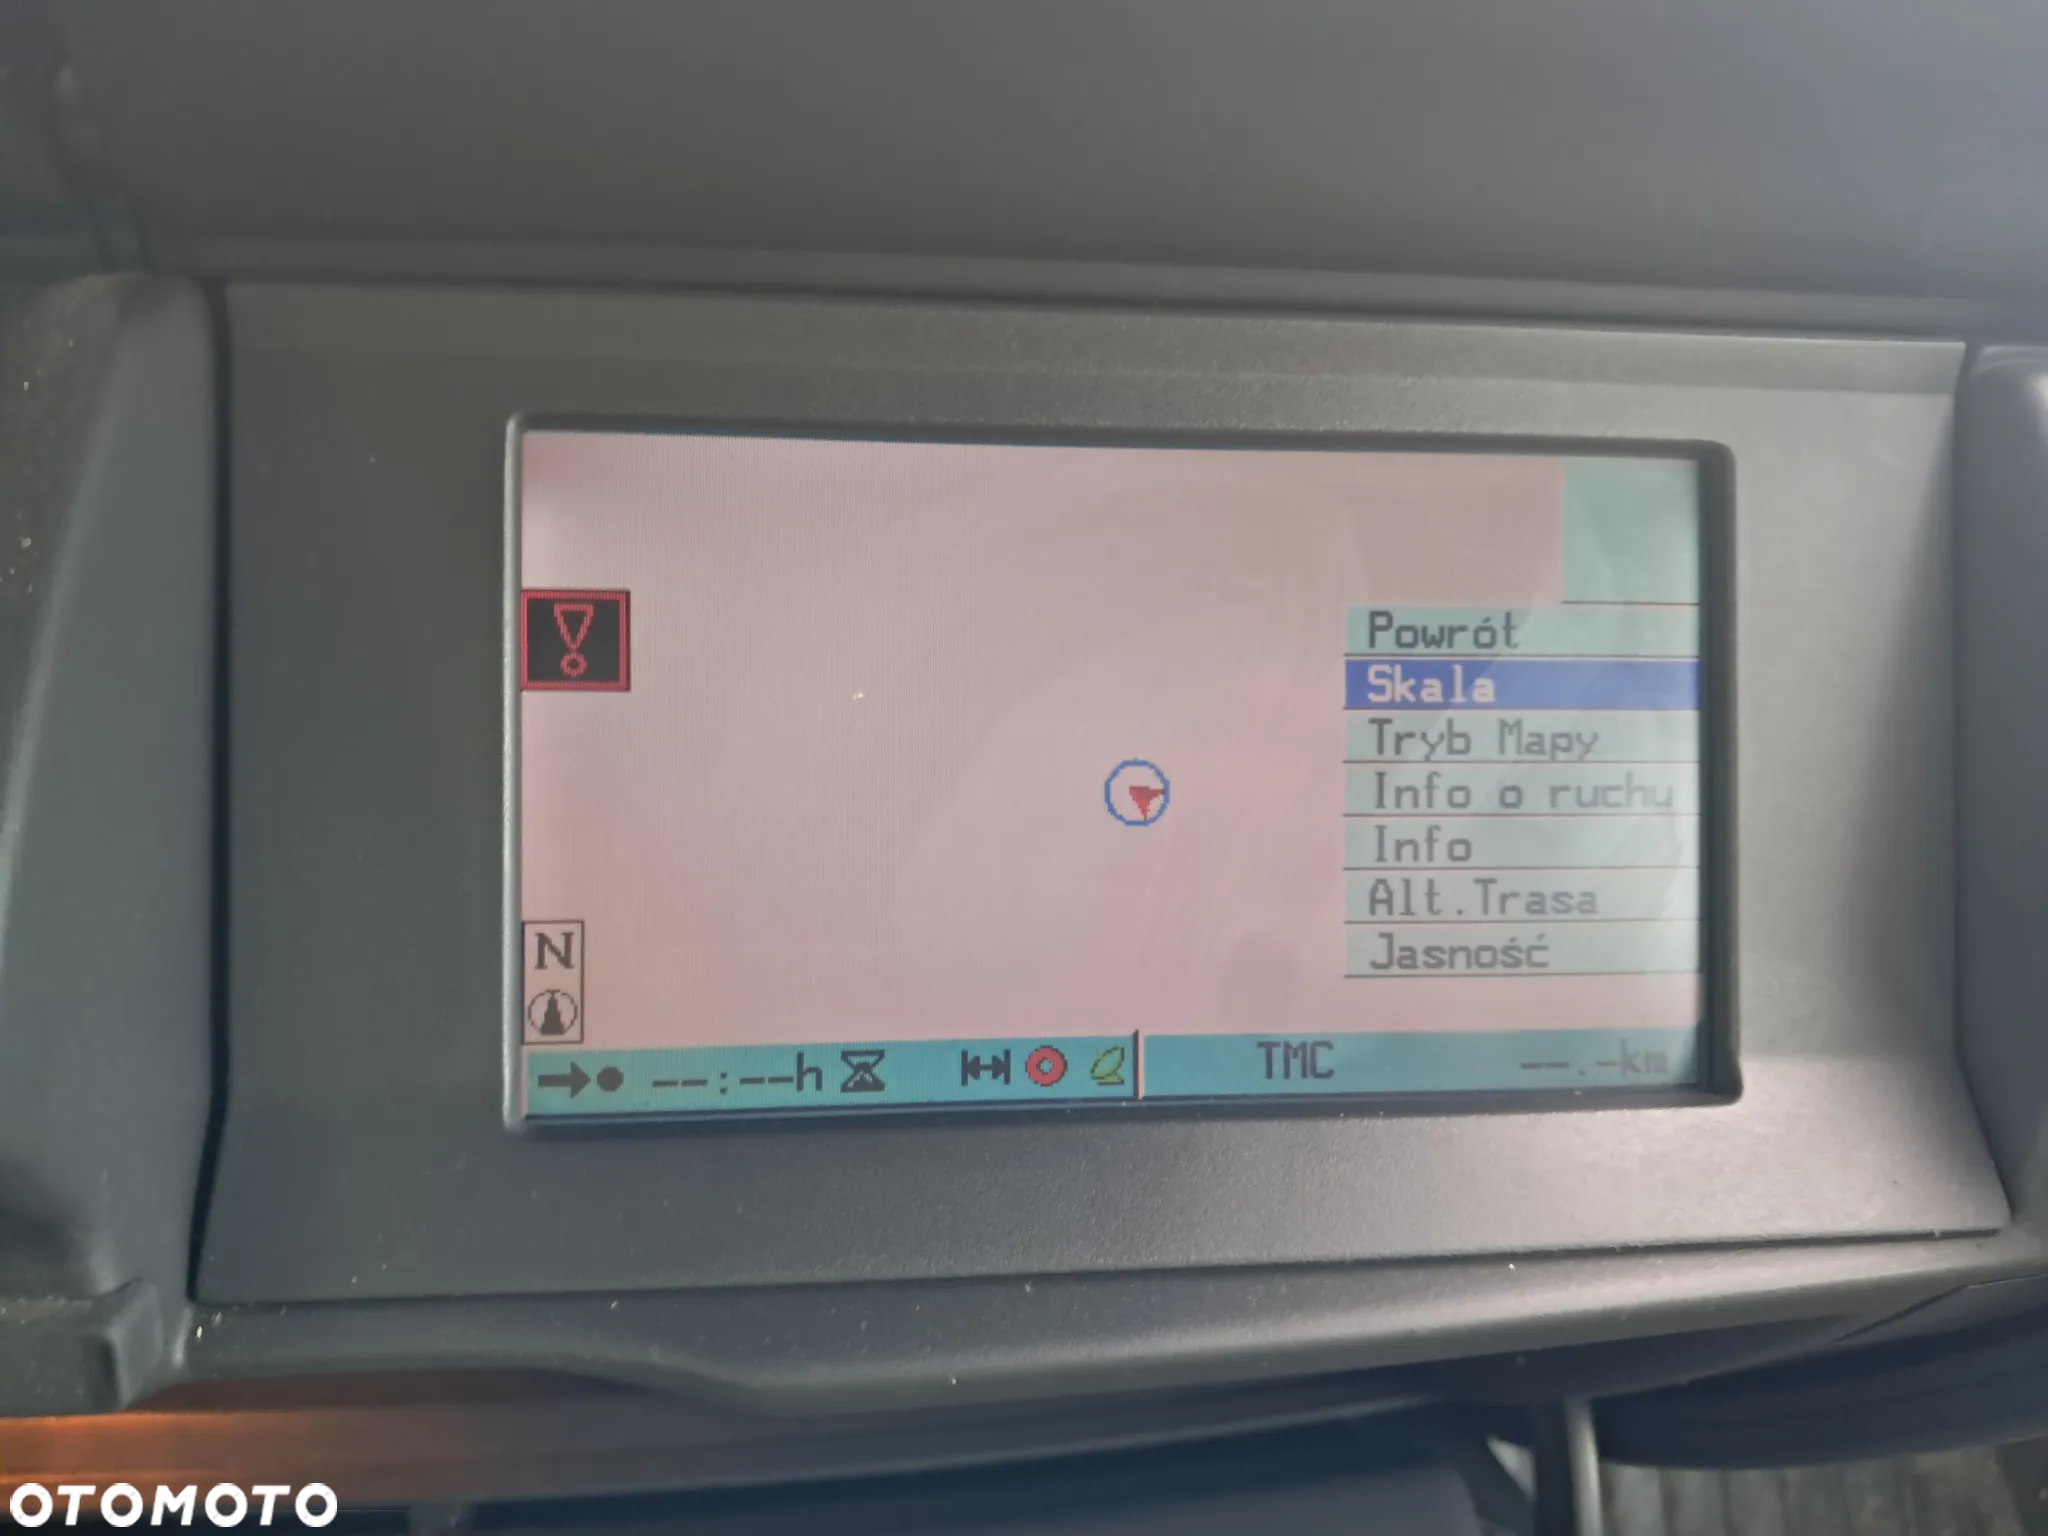 Powrót
Skala
Tryb Mapy
Info o ruchu
Info
Alt.Trasa
Jasność
N
--:--h
TMC
--.-km
OTOMOTO